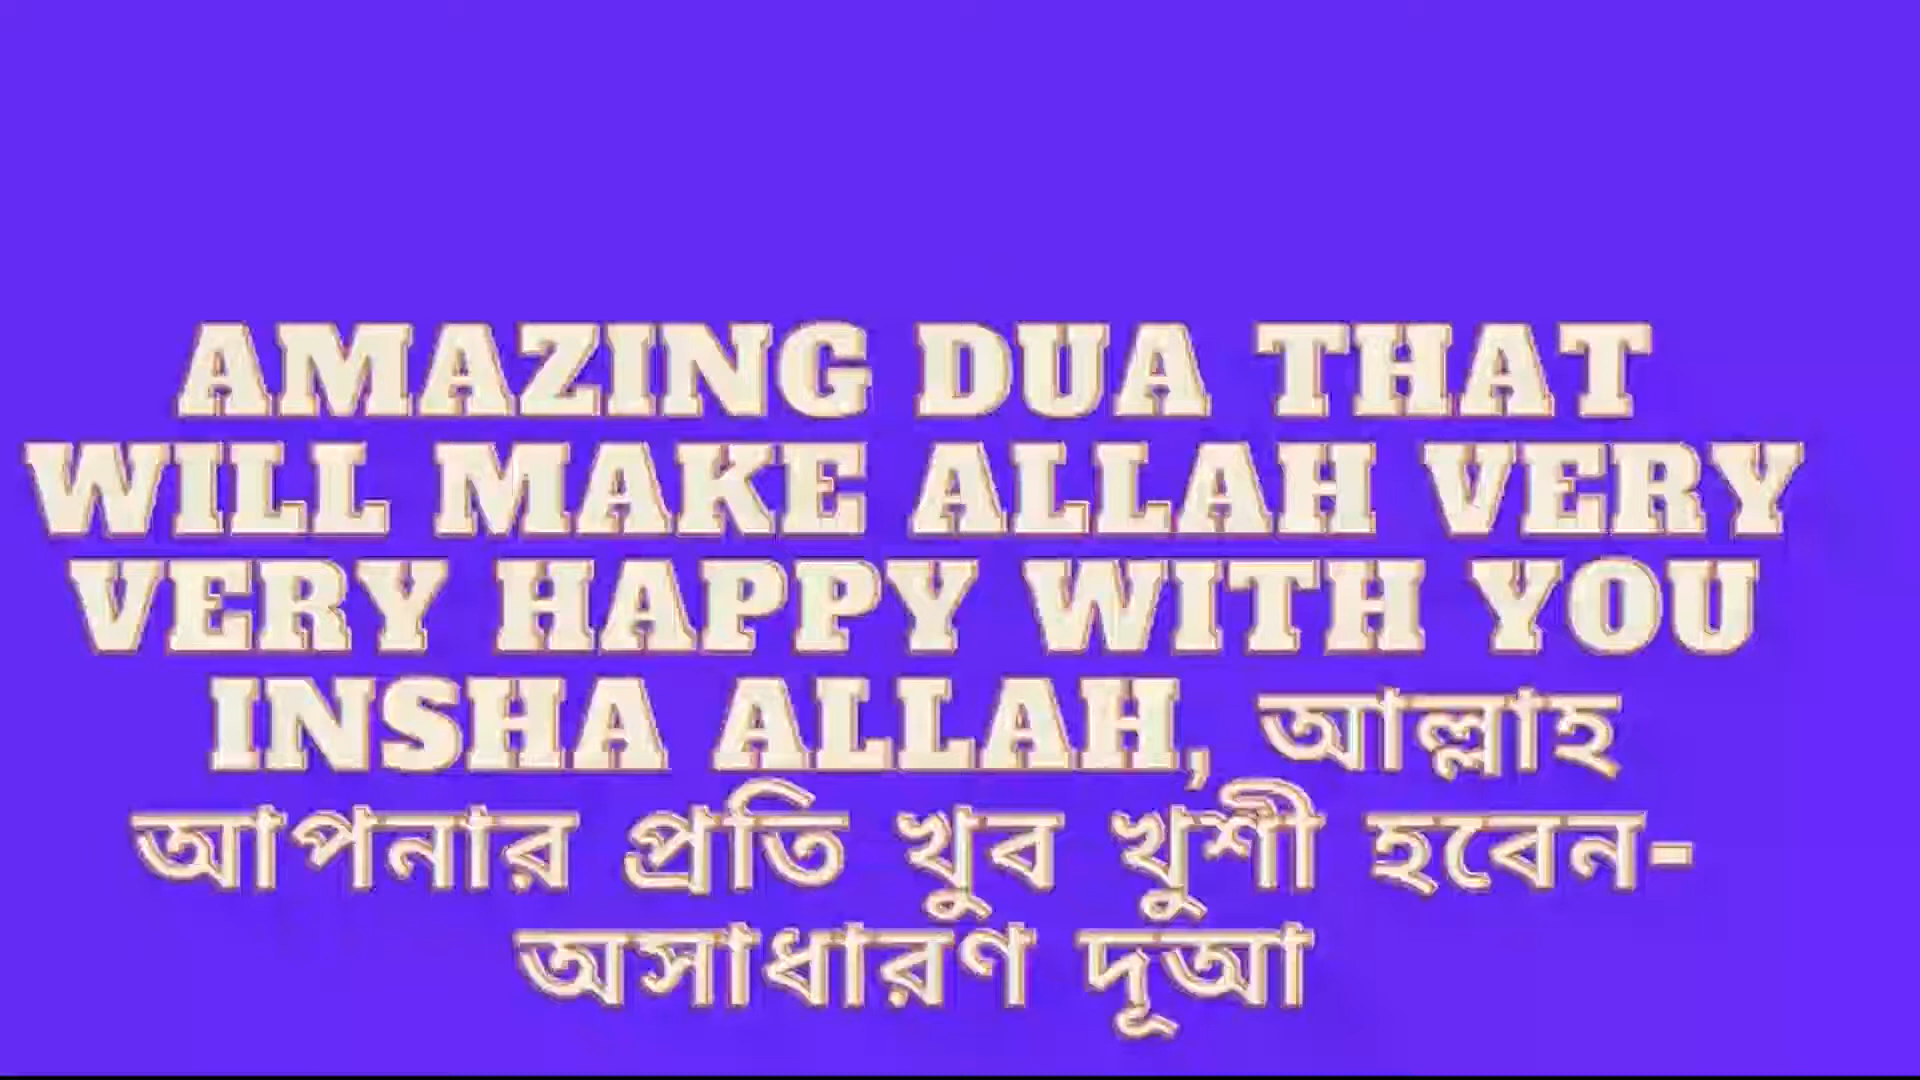 AMAZING DUA THAT
WILL MAKE ALLAH VERY
VERY HAPPY WITH YOU
INSHA ALLAH, আল্লাহ
আপনার প্রতি খুব খুশী হবেন-
অসাধারণ দূআ